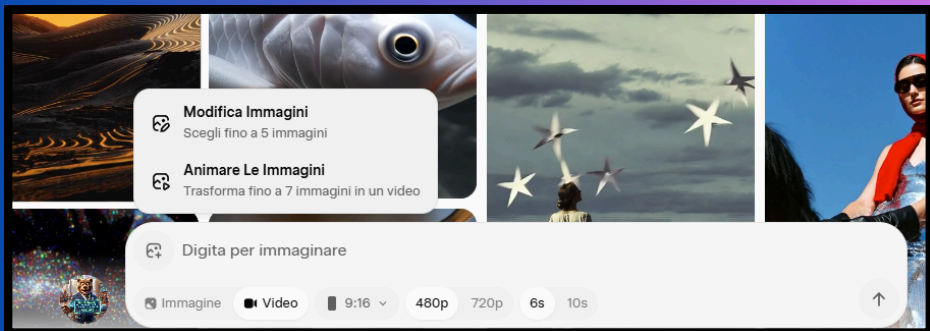 Modifica Immagini
Scegli fino a 5 immagini
Animare Le Immagini
Trasforma fino a 7 immagini in un video
Digita per immaginare
Immagine Video 9:16 480p 720p 6s 10s